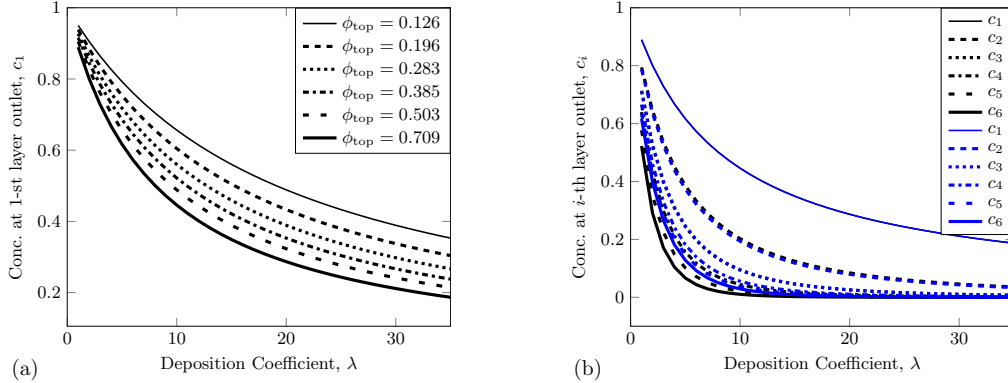 ϕtop = 0.126
ϕtop = 0.196
ϕtop = 0.283
ϕtop = 0.385
ϕtop = 0.503
ϕtop = 0.709
Conc. at 1-st layer outlet, c1
1
0.8
0.6
0.4
0.2
0
10
20
30
Deposition Coefficient, λ
(a)
c1
c2
c3
c4
c5
c6
c1
c2
c3
c4
c5
c6
Conc. at i-th layer outlet, ci
1
0.8
0.6
0.4
0.2
0
0
10
20
30
Deposition Coefficient, λ
(b)